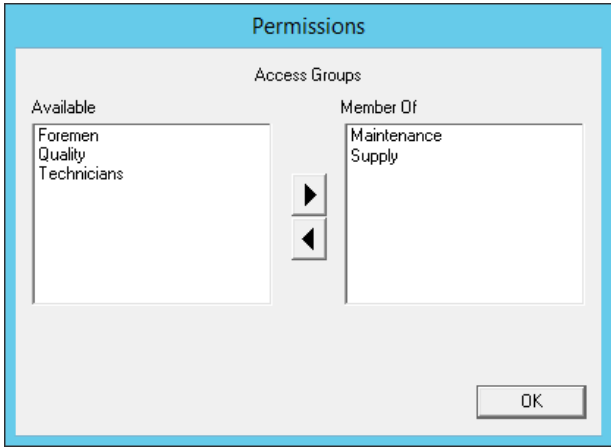 Permissions
Access Groups
Available
Foremen
Quality
Technicians
Member Of
Maintenance
Supply
OK